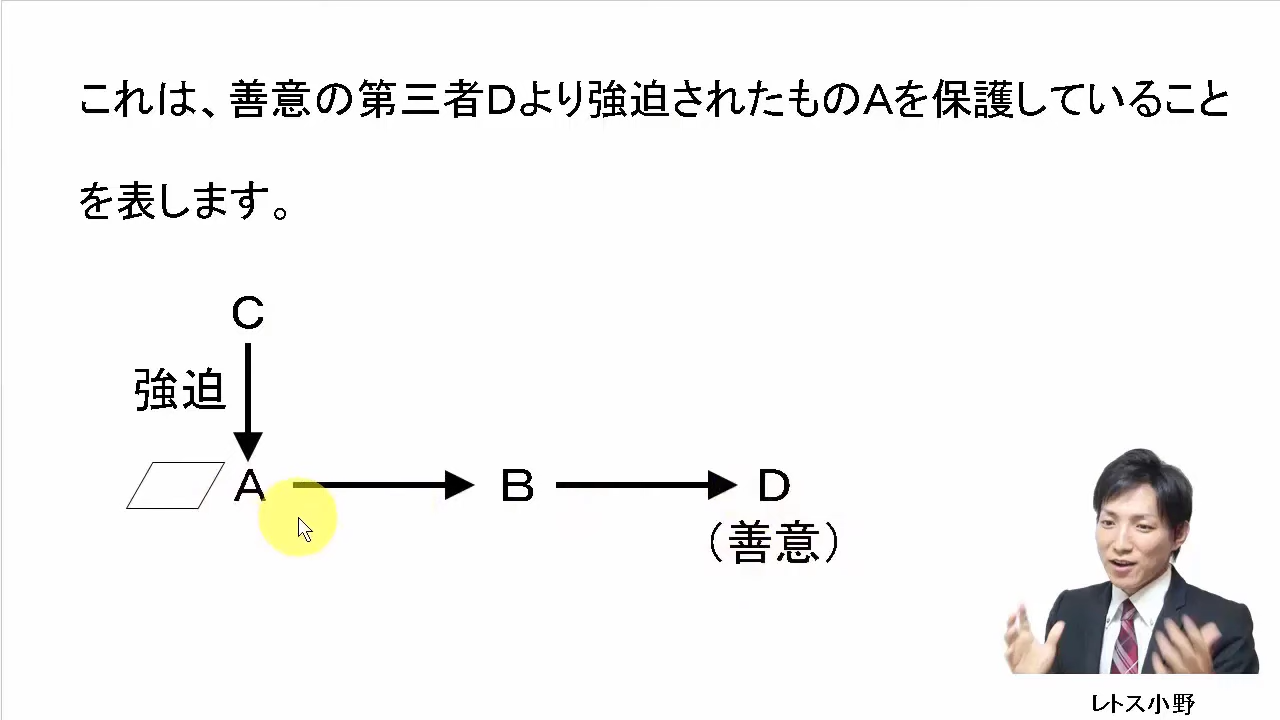 これは、善意の第三者Dより強迫されたものAを保護していること
を表します。
C
強迫
A B D
(善意)
レトス小野